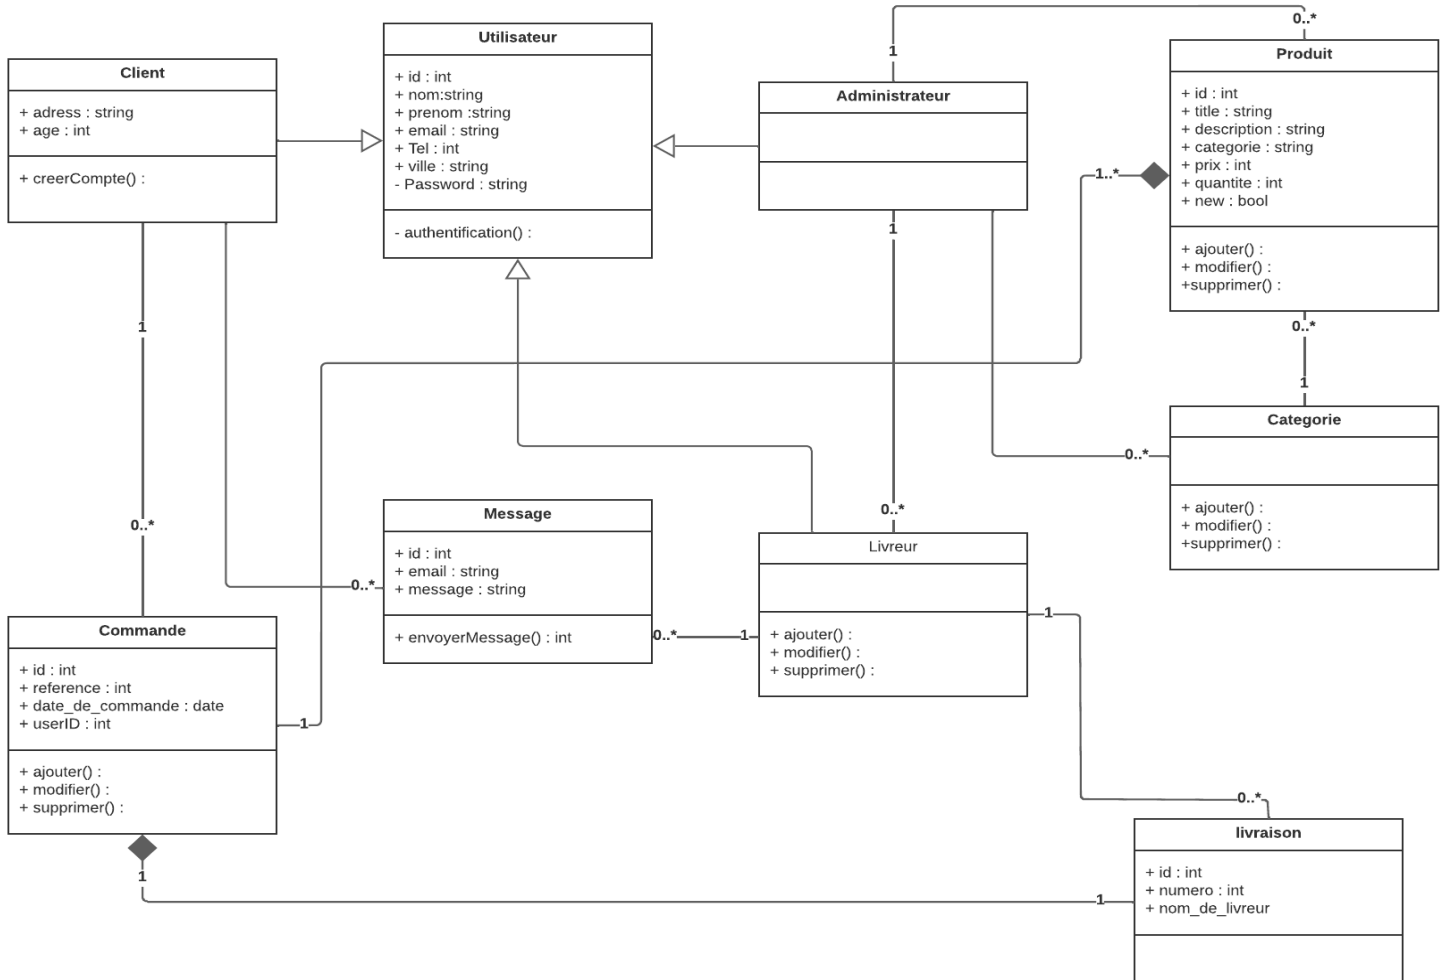 Client
+ adress : string
+ age : int
+ creerCompte() :
Utilisateur
+ id : int
+ nom:string
+ prenom :string
+ email : string
+ Tel : int
+ ville : string
- Password : string
- authentification() :
Administrateur
Produit
+ id : int
+ title : string
+ description : string
+ categorie : string
+ prix : int
+ quantite : int
+ new : bool
+ ajouter() :
+ modifier() :
+supprimer() :
0..*
1
1..*
1
0..*
1
1
0..*
Categorie
+ ajouter() :
+ modifier() :
+supprimer() :
0..*
0..*
0..*
Message
+ id : int
+ email : string
+ message : string
+ envoyerMessage() : int
0..*
0..*
1
Livreur
+ ajouter() :
+ modifier() :
+ supprimer() :
1
Commande
+ id : int
+ reference : int
+ date_de_commande : date
+ userID : int
+ ajouter() :
+ modifier() :
+ supprimer() :
1
0..*
livraison
+ id : int
+ numero : int
+ nom_de_livreur
1
1